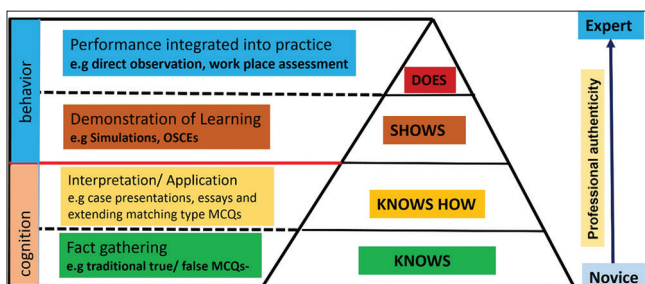 behavior
Performance integrated into practice
e.g direct observation, work place assessment
DOES
Demonstration of Learning
e.g Simulations, OSCEs
SHOWS
cognition
Interpretation/ Application
e.g case presentations, essays and
extending matching type MCQs
KNOWS HOW
Fact gathering
e.g traditional true/ false MCQs-
KNOWS
Expert
Professional authenticity
Novice